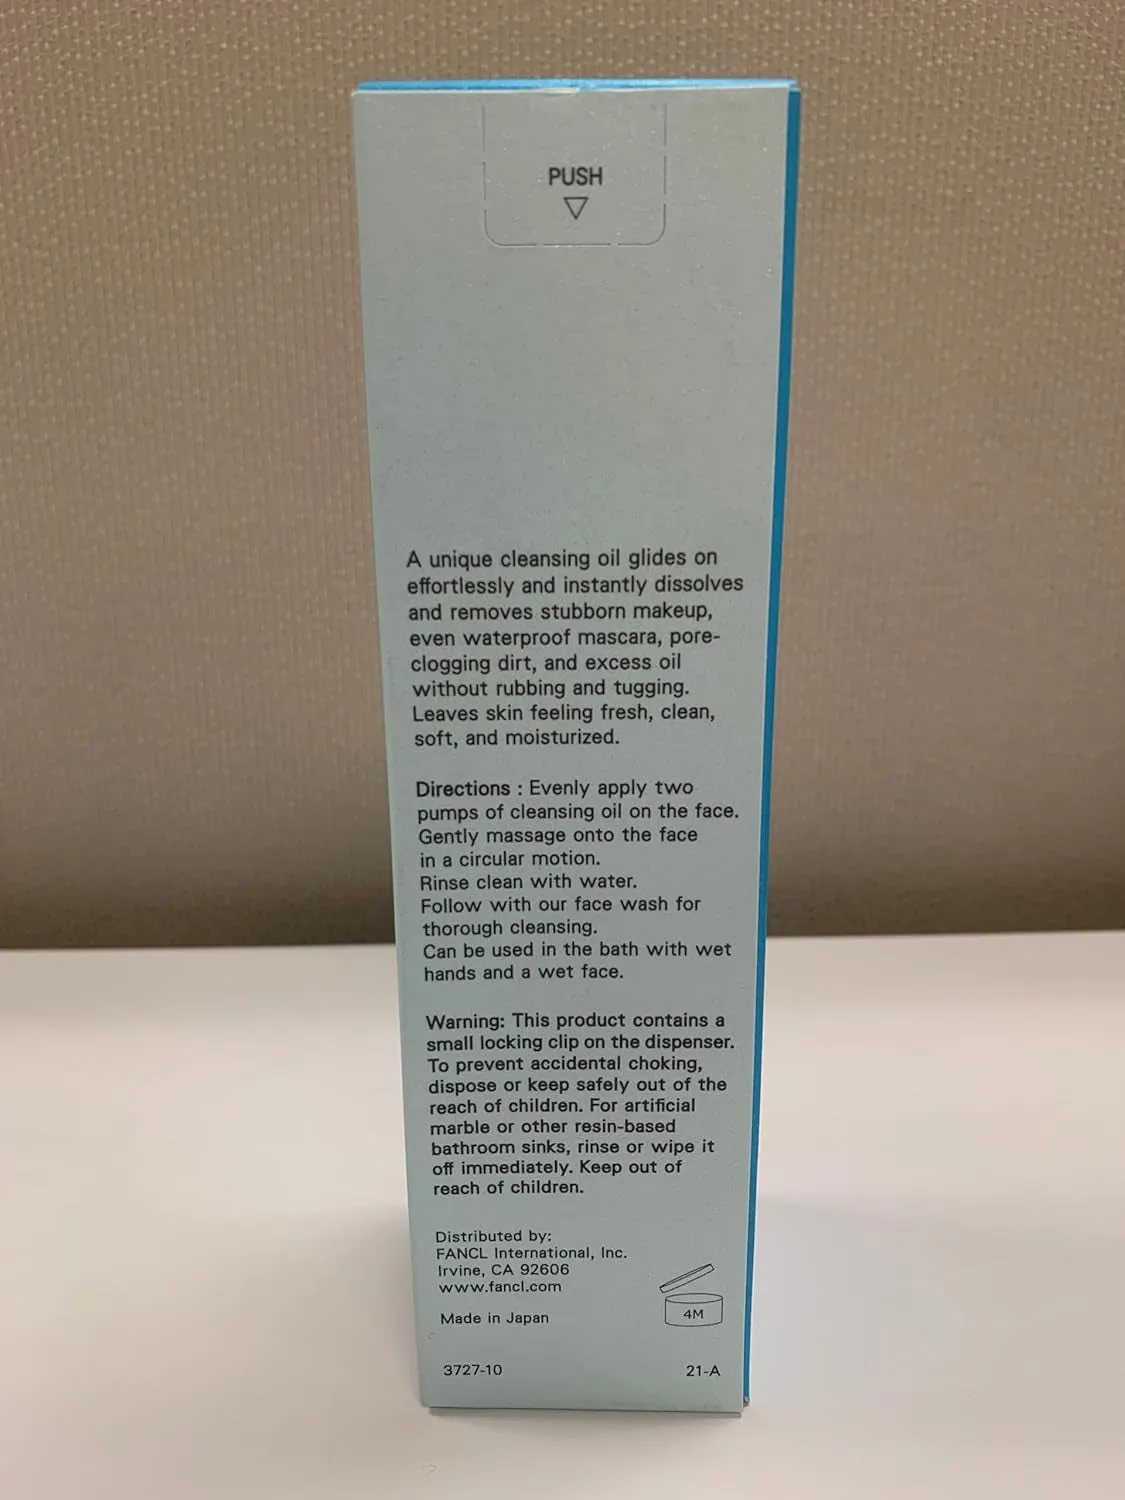 PUSH
A unique cleansing oil glides on
effortlessly and instantly dissolves
and removes stubborn makeup,
even waterproof mascara, pore-
clogging dirt, and excess oil
without rubbing and tugging.
Leaves skin feeling fresh, clean,
soft, and moisturized.
Directions : Evenly apply two
pumps of cleansing oil on the face.
Gently massage onto the face
in a circular motion.
Rinse clean with water.
Follow with our face wash for
thorough cleansing.
Can be used in the bath with wet
hands and a wet face.
Warning: This product contains a
small locking clip on the dispenser.
To prevent accidental choking,
dispose or keep safely out of the
reach of children. For artificial
marble or other resin-based
bathroom sinks, rinse or wipe it
off immediately. Keep out of
reach of children.
Distributed by:
FANCL International, Inc.
Irvine, CA 92606
www.fancl.com
Made in Japan
4M
3727-10
21-A